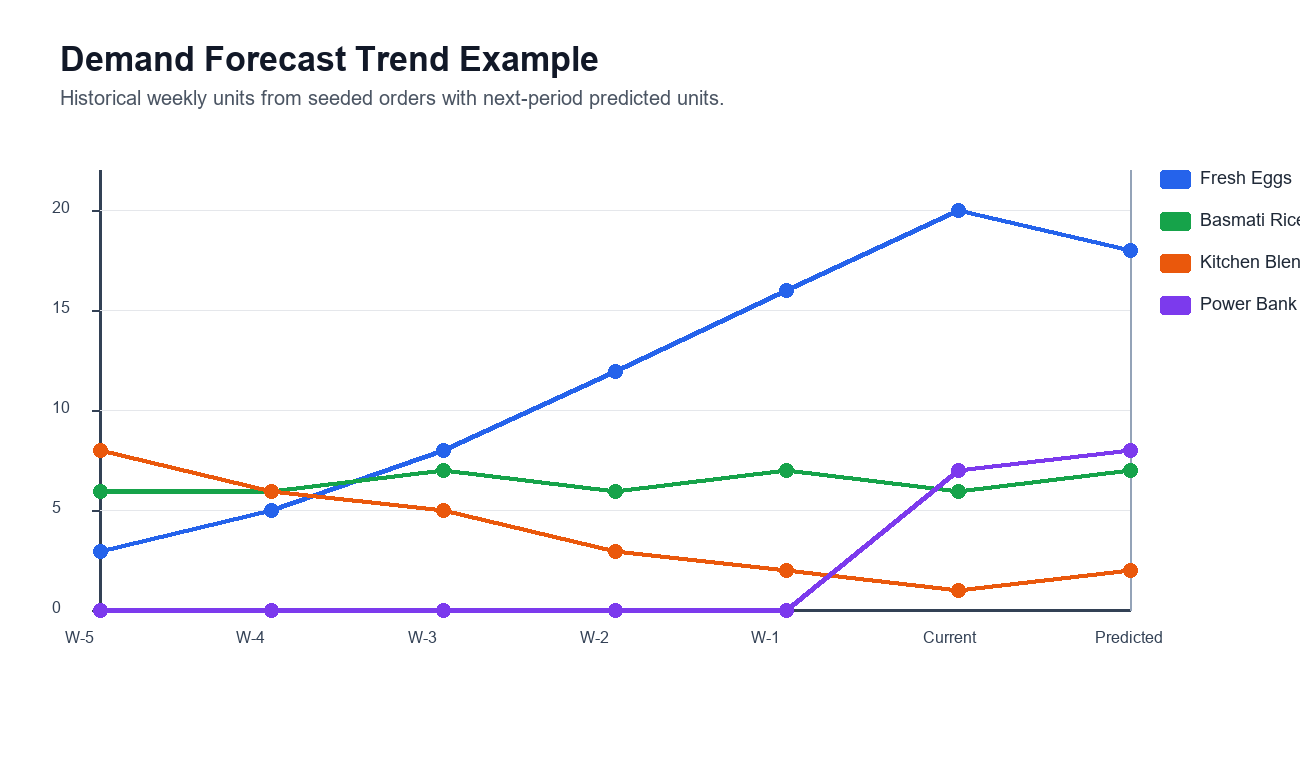 Demand Forecast Trend Example
Historical weekly units from seeded orders with next-period predicted units.
20
15
10
5
0
W-5
W-4
W-3
W-2
W-1
Current
Predicted
Fresh Eggs
Basmati Rice
Kitchen Blen
Power Bank